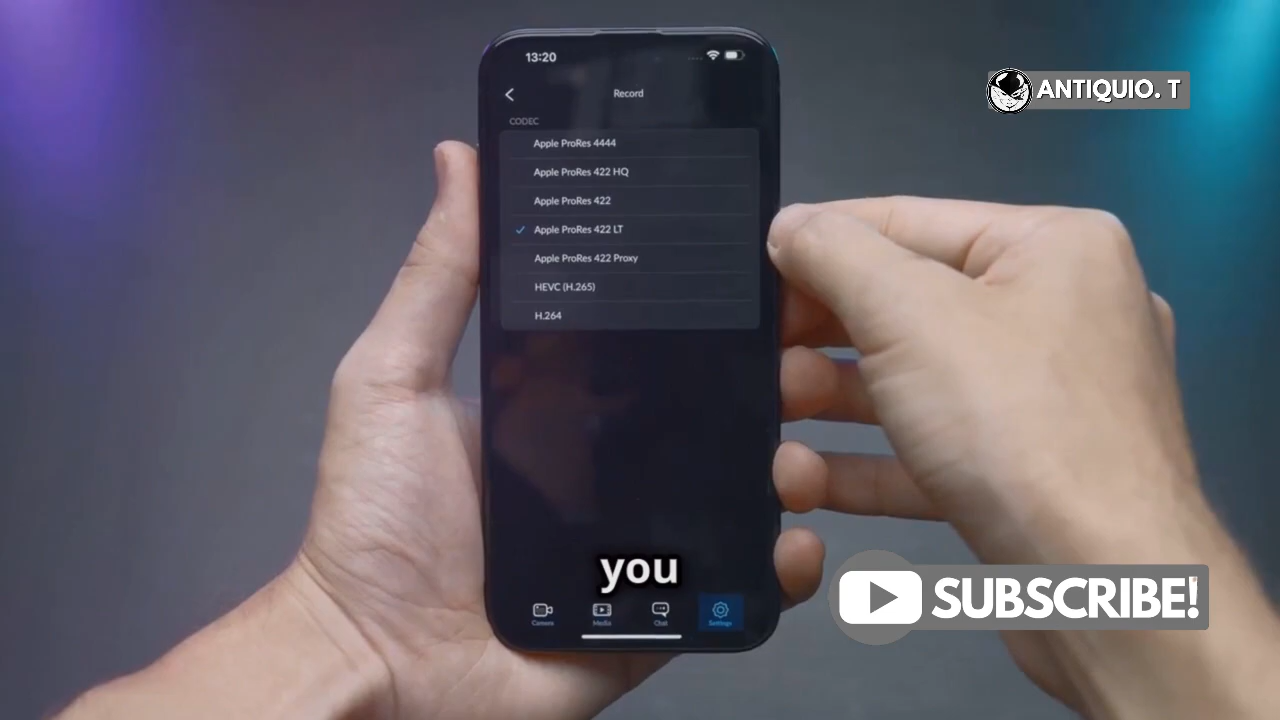 13:20
ANTIQUIO. T
Record
CODEC
Apple ProRes 4444
Apple ProRes 422 HQ
Apple ProRes 422
Apple ProRes 422 LT
Apple ProRes 422 Proxy
HEVC (H.265)
H.264
you
SUBSCRIBE!
Camera
Media
Chat
Settings